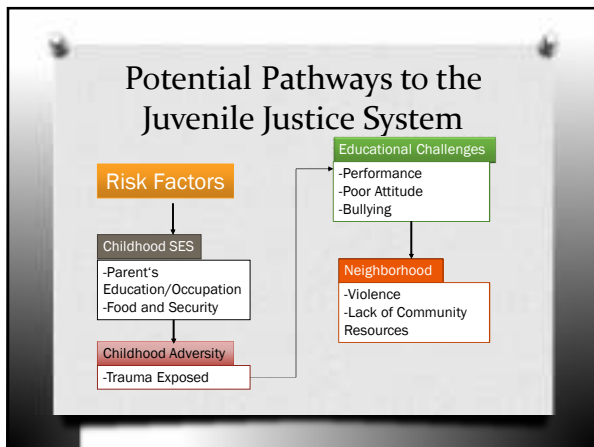 Potential Pathways to the
Juvenile Justice System
Risk Factors
Childhood SES
-Parent's
Education/Occupation
-Food and Security
Childhood Adversity
-Trauma Exposed
Educational Challenges
-Performance
-Poor Attitude
-Bullying
Neighborhood
-Violence
-Lack of Community
Resources